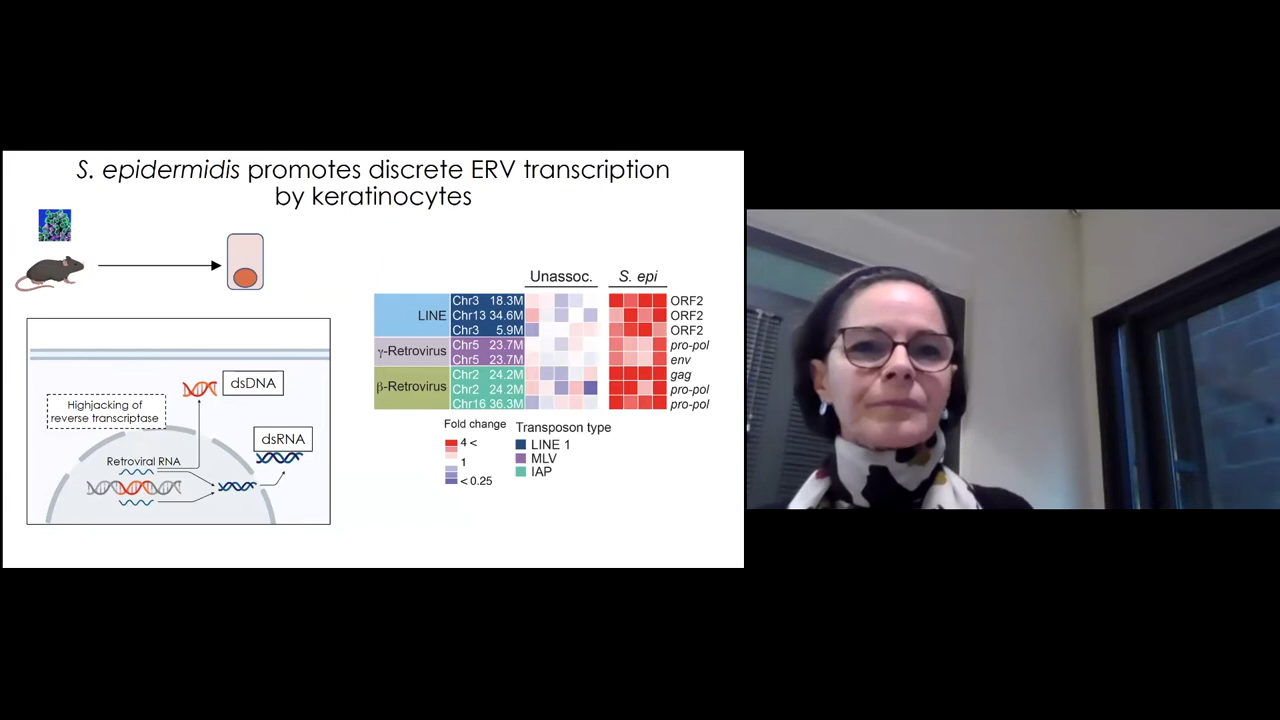 S. epidermidis promotes discrete ERV transcription
by keratinocytes
Unassoc. S. epi
LINE
Chr3 18.3M ORF2
Chr13 34.6M ORF2
Chr3 5.9M ORF2
γ-Retrovirus
Chr5 23.7M pro-pol
Chr5 23.7M env
β-Retrovirus
Chr2 24.2M gag
Chr2 24.2M pro-pol
Chr16 36.3M pro-pol
Fold change
4 <
1
< 0.25
Transposon type
LINE 1
MLV
IAP
dsDNA
Highjacking of
reverse transcriptase
dsRNA
Retroviral RNA